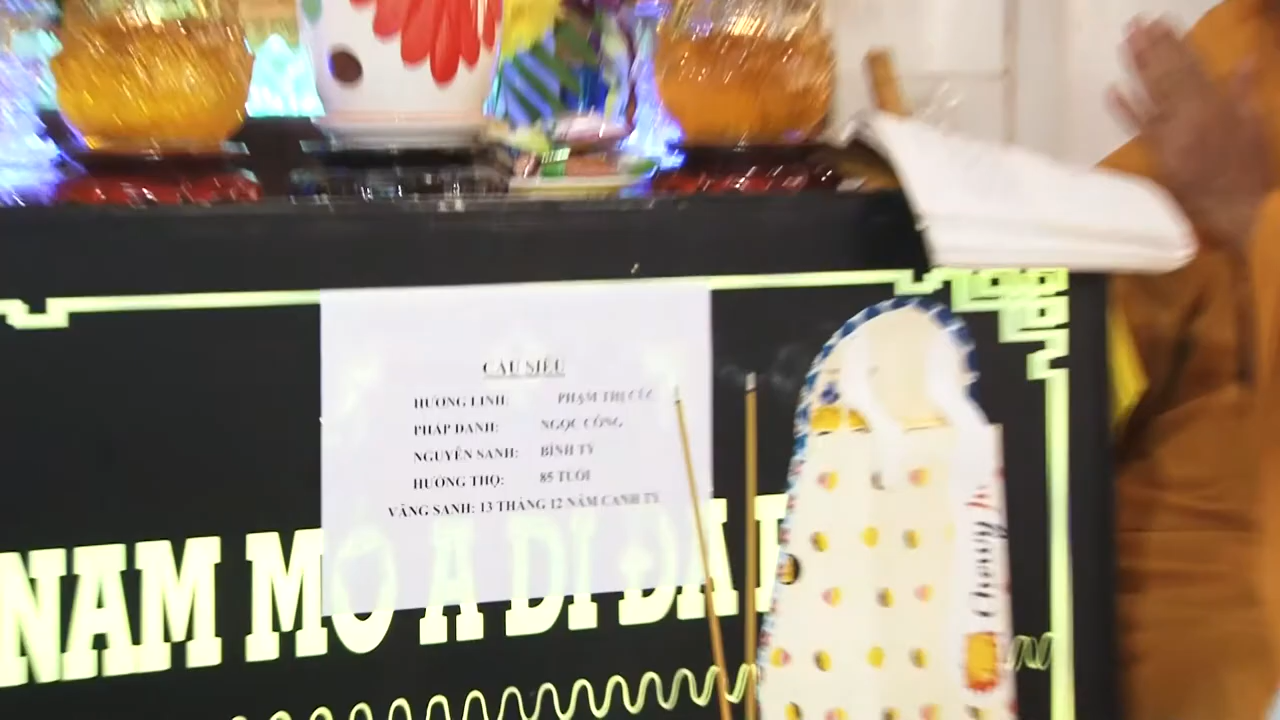 CẦU SIÊU
HƯƠNG LINH: PHẠM THỊ CÚC
PHÁP DANH: NGỌC CÔNG
NGUYÊN SANH: BÍNH TÝ
HƯỞNG THỌ: 85 TUỔI
VÃNG SANH: 13 THÁNG 12 NĂM CANH TÝ
NAM MÔ A DI ĐÀ